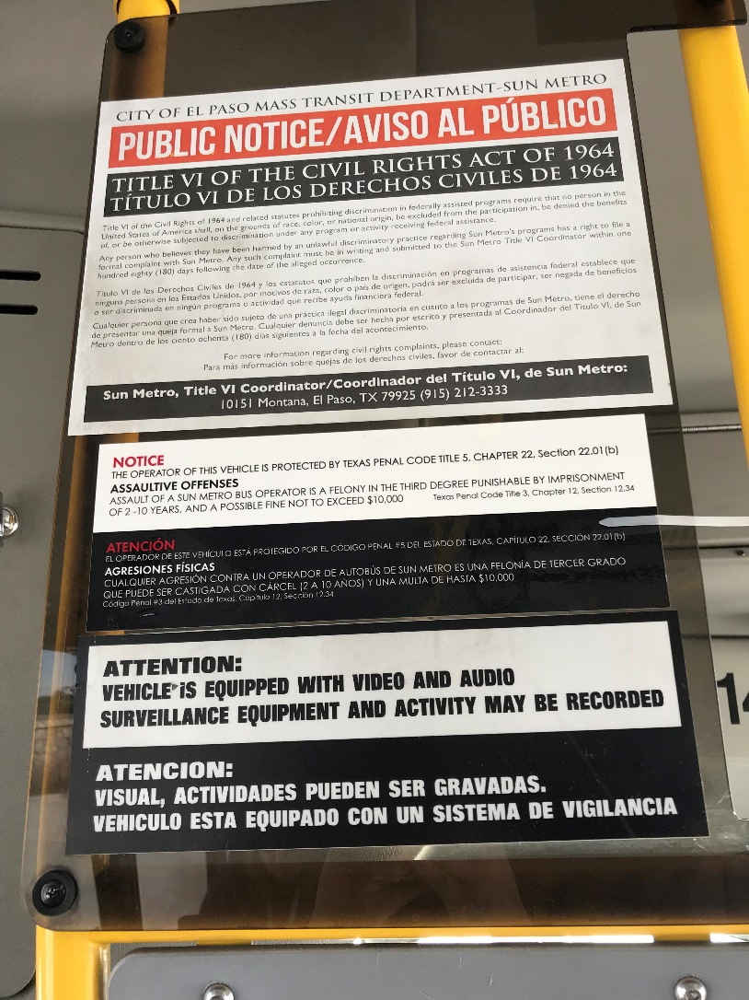 CITY OF EL PASO MASS TRANSIT DEPARTMENT-SUN METRO
PUBLIC NOTICE/AVISO AL PÚBLICO
TITLE VI OF THE CIVIL RIGHTS ACT OF 1964
TÍTULO VI DE LOS DERECHOS CIVILES DE 1964
Title VI of the Civil Rights of 1964 and related statutes prohibiting discrimination in federally assisted programs require that no person in the
United States of America shall, on the grounds of race, color, or national origin, be excluded from the participation in, be denied the benefits
of, or be otherwise subjected to discrimination under any program or activity receiving federal assistance.
Any person who believes they have been harmed by an unlawful discriminatory practice regarding Sun Metro's programs has a right to file a
formal complaint with Sun Metro. Any such complaint must be in writing and submitted to the Sun Metro Title VI Coordinator within one
hundred eighty (180) days following the date of the alleged occurrence.
Título VI de los Derechos Civiles de 1964 y los estatutos que prohíben la discriminación en programas de asistencia federal establece que
ninguna persona en los Estados Unidos, por motivos de raza, color o país de origen, podrá ser excluida de participar, ser negada de beneficios
o ser discriminada en ningún programa o actividad que recibe ayuda financiera federal.
Cualquier persona que crea haber sido sujeto de una práctica ilegal discriminatoria en cuanto a los programas de Sun Metro, tiene el derecho
de presentar una queja formal a Sun Metro. Cualquier denuncia debe ser hecha por escrito y presentada al Coordinador del Título VI, de Sun
Metro dentro de los ciento ochenta (180) días siguientes a la fecha del acontecimiento.
For more information regarding civil rights complaints, please contact:
Para más información sobre quejas de los derechos civiles, favor de contactar al:
Sun Metro, Title VI Coordinator/Coordinador del Título VI, de Sun Metro:
10151 Montana, El Paso, TX 79925 (915) 212-3333
NOTICE
THE OPERATOR OF THIS VEHICLE IS PROTECTED BY TEXAS PENAL CODE TITLE 5, CHAPTER 22, Section 22.01(b)
ASSAULTIVE OFFENSES
ASSAULT OF A SUN METRO BUS OPERATOR IS A FELONY IN THE THIRD DEGREE PUNISHABLE BY IMPRISONMENT
OF 2 -10 YEARS, AND A POSSIBLE FINE NOT TO EXCEED $10,000 Texas Penal Code Title 3, Chapter 12, Section 12.34
ATENCIÓN
EL OPERADOR DE ESTE VEHÍCULO ESTÁ PROTEGIDO POR EL CÓDIGO PENAL #5 DEL ESTADO DE TEXAS, CAPÍTULO 22, SECCIÓN 22.01(b)
AGRESIONES FÍSICAS
CUALQUIER AGRESIÓN CONTRA UN OPERADOR DE AUTOBÚS DE SUN METRO ES UNA FELONÍA DE TERCER GRADO
QUE PUEDE SER CASTIGADA CON CÁRCEL (2 A 10 AÑOS) Y UNA MULTA DE HASTA $10,000
Código Penal #3 del Estado de Texas, Capítulo 12, Sección 12.34
ATTENTION:
VEHICLE IS EQUIPPED WITH VIDEO AND AUDIO
SURVEILLANCE EQUIPMENT AND ACTIVITY MAY BE RECORDED
ATENCION:
VISUAL, ACTIVIDADES PUEDEN SER GRAVADAS.
VEHICULO ESTA EQUIPADO CON UN SISTEMA DE VIGILANCIA